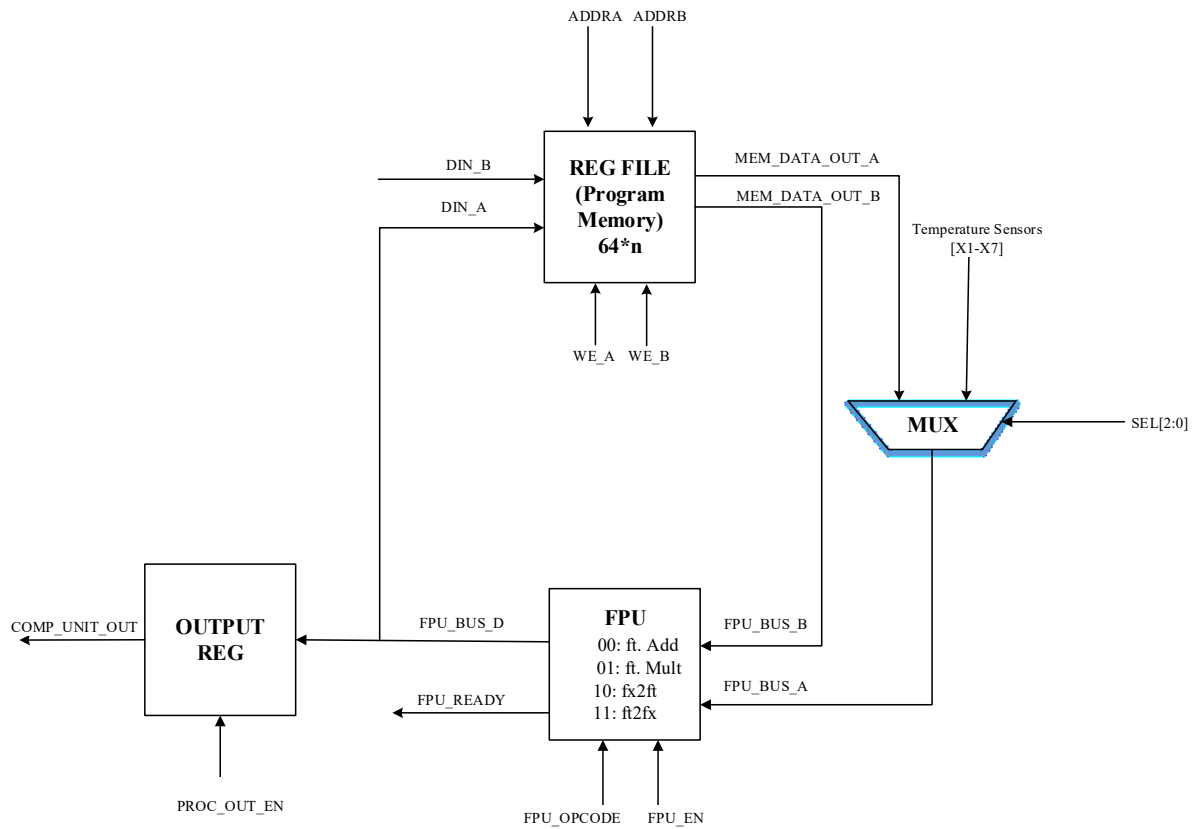 ADDRA ADDRB
DIN_B
DIN_A
REG FILE
(Program
Memory)
64*n
MEM_DATA_OUT_A
MEM_DATA_OUT_B
Temperature Sensors
[X1-X7]
WE_A WE_B
MUX
SEL[2:0]
COMP_UNIT_OUT
OUTPUT
REG
FPU_BUS_D
FPU_READY
FPU
00: ft. Add
01: ft. Mult
10: fx2ft
11: ft2fx
FPU_BUS_B
FPU_BUS_A
PROC_OUT_EN
FPU_OPCODE FPU_EN